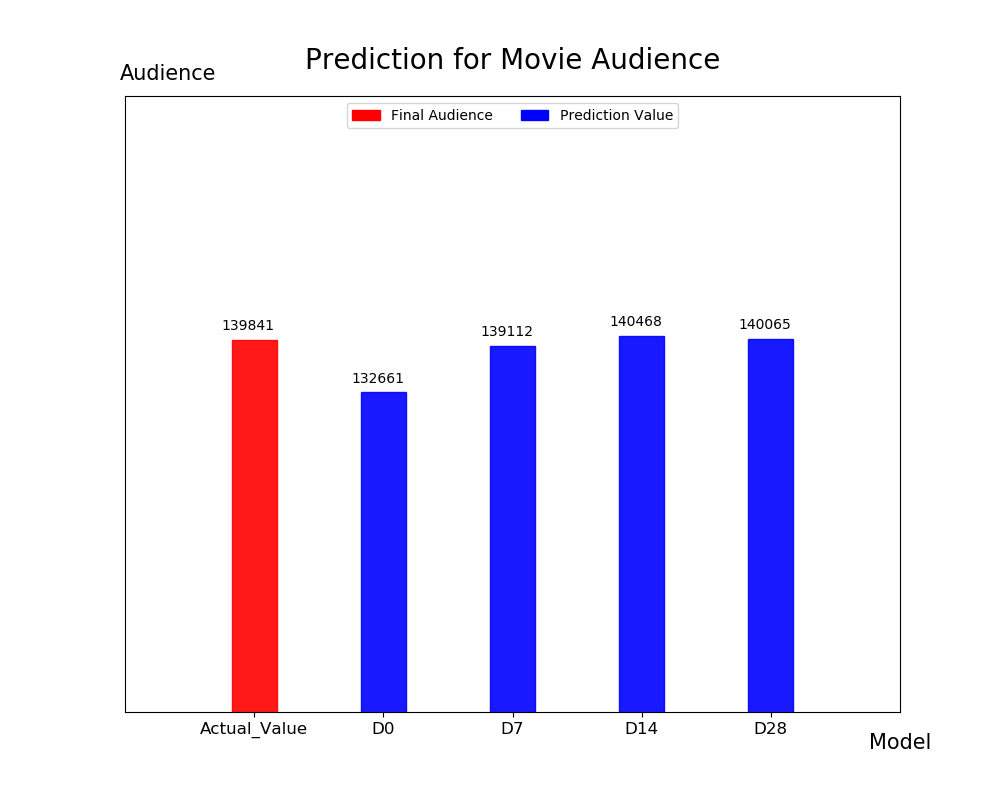 Prediction for Movie Audience
Audience
Final Audience
Prediction Value
139841
132661
139112
140468
140065
Actual_Value
D0
D7
D14
D28
Model